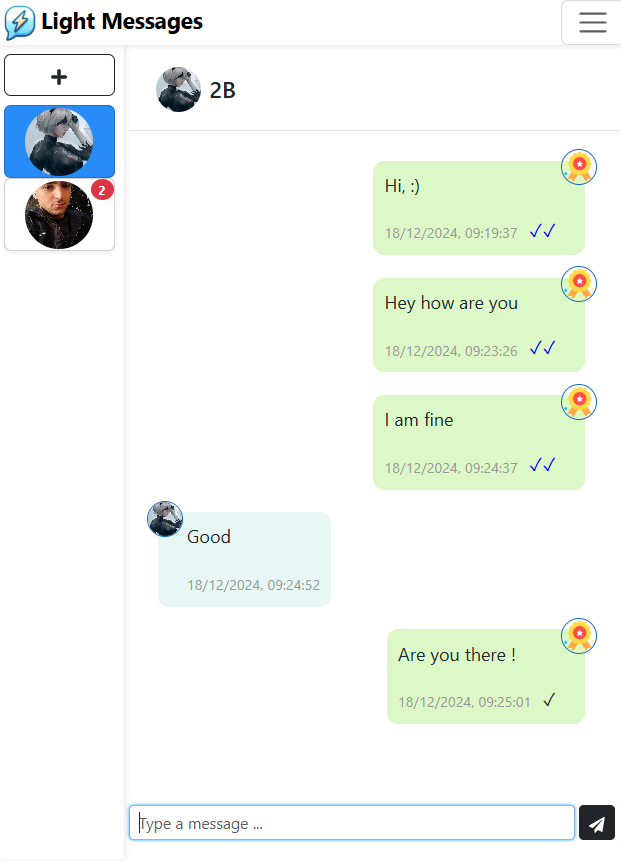 Light Messages
2
2B
Hi, :)
18/12/2024, 09:19:37 ✓✓
Hey how are you
18/12/2024, 09:23:26 ✓✓
I am fine
18/12/2024, 09:24:37 ✓✓
Good
18/12/2024, 09:24:52
Are you there !
18/12/2024, 09:25:01 ✓
Type a message ...